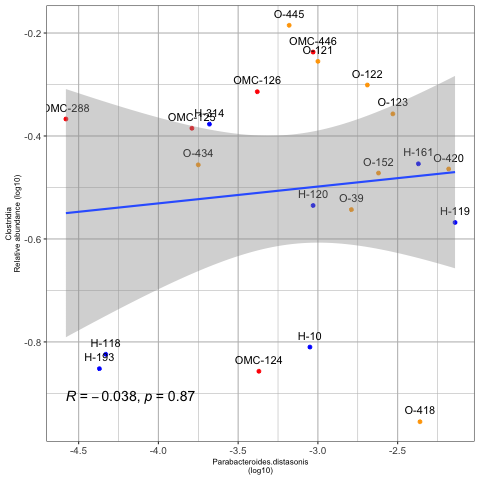 O-445
-0.2
OMC-446
O-121
O-122
OMC-126
O-123
OMC-288
H-314
OMC-125
-0.4
O-434
H-161
O-420
O-152
H-120
O-39
H-119
-0.6
Clostridia
Relative abundance (log10)
H-118
H-10
-0.8
H-193
OMC-124
R = -0.038, p = 0.87
O-418
-4.5 -4.0 -3.5 -3.0 -2.5
Parabacteroides.distasonis
(log10)